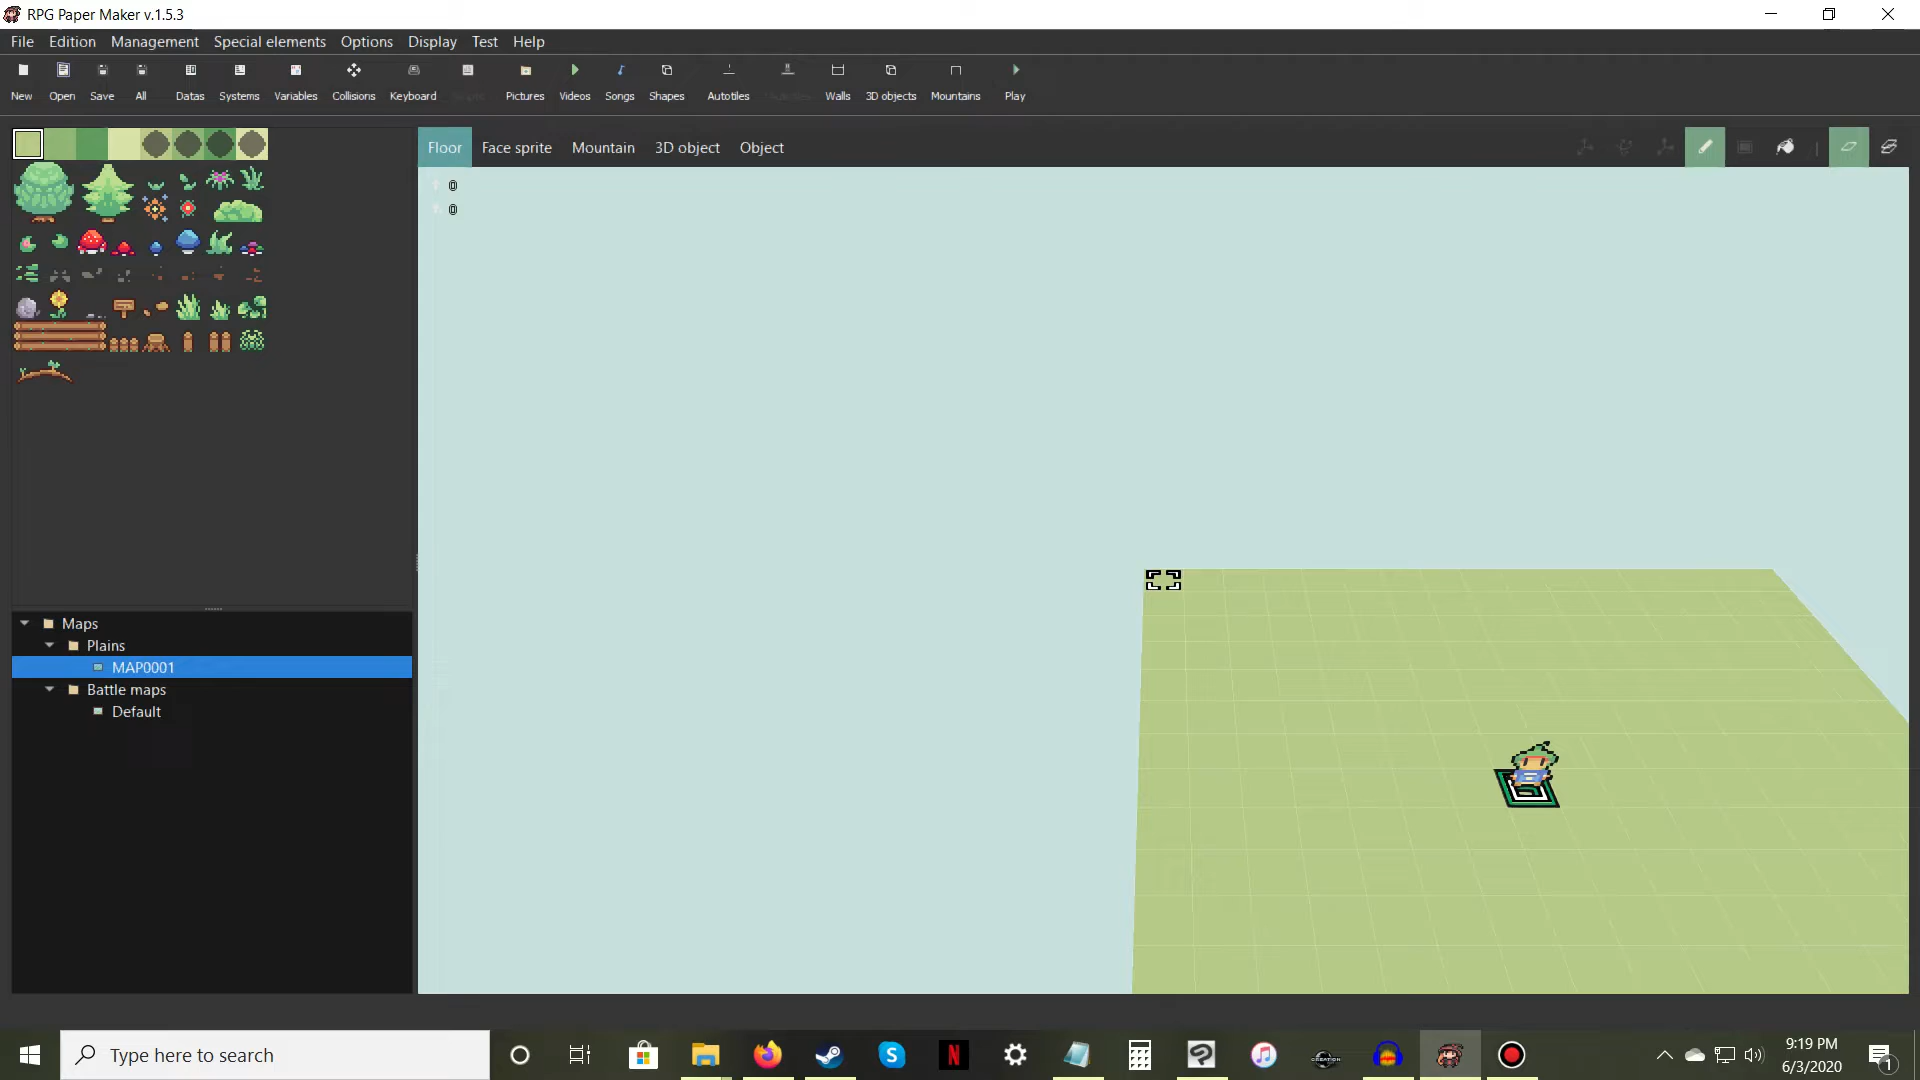 RPG Paper Maker v.1.5.3
File Edition Management Special elements Options Display Test Help
New Open Save All Datas Systems Variables Collisions Keyboard Pictures Videos Songs Shapes Autotiles Walls 3D objects Mountains Play
Floor Face sprite Mountain 3D object Object
0
0
Maps
Plains
MAP0001
Battle maps
Default
Type here to search
9:19 PM
6/3/2020
1